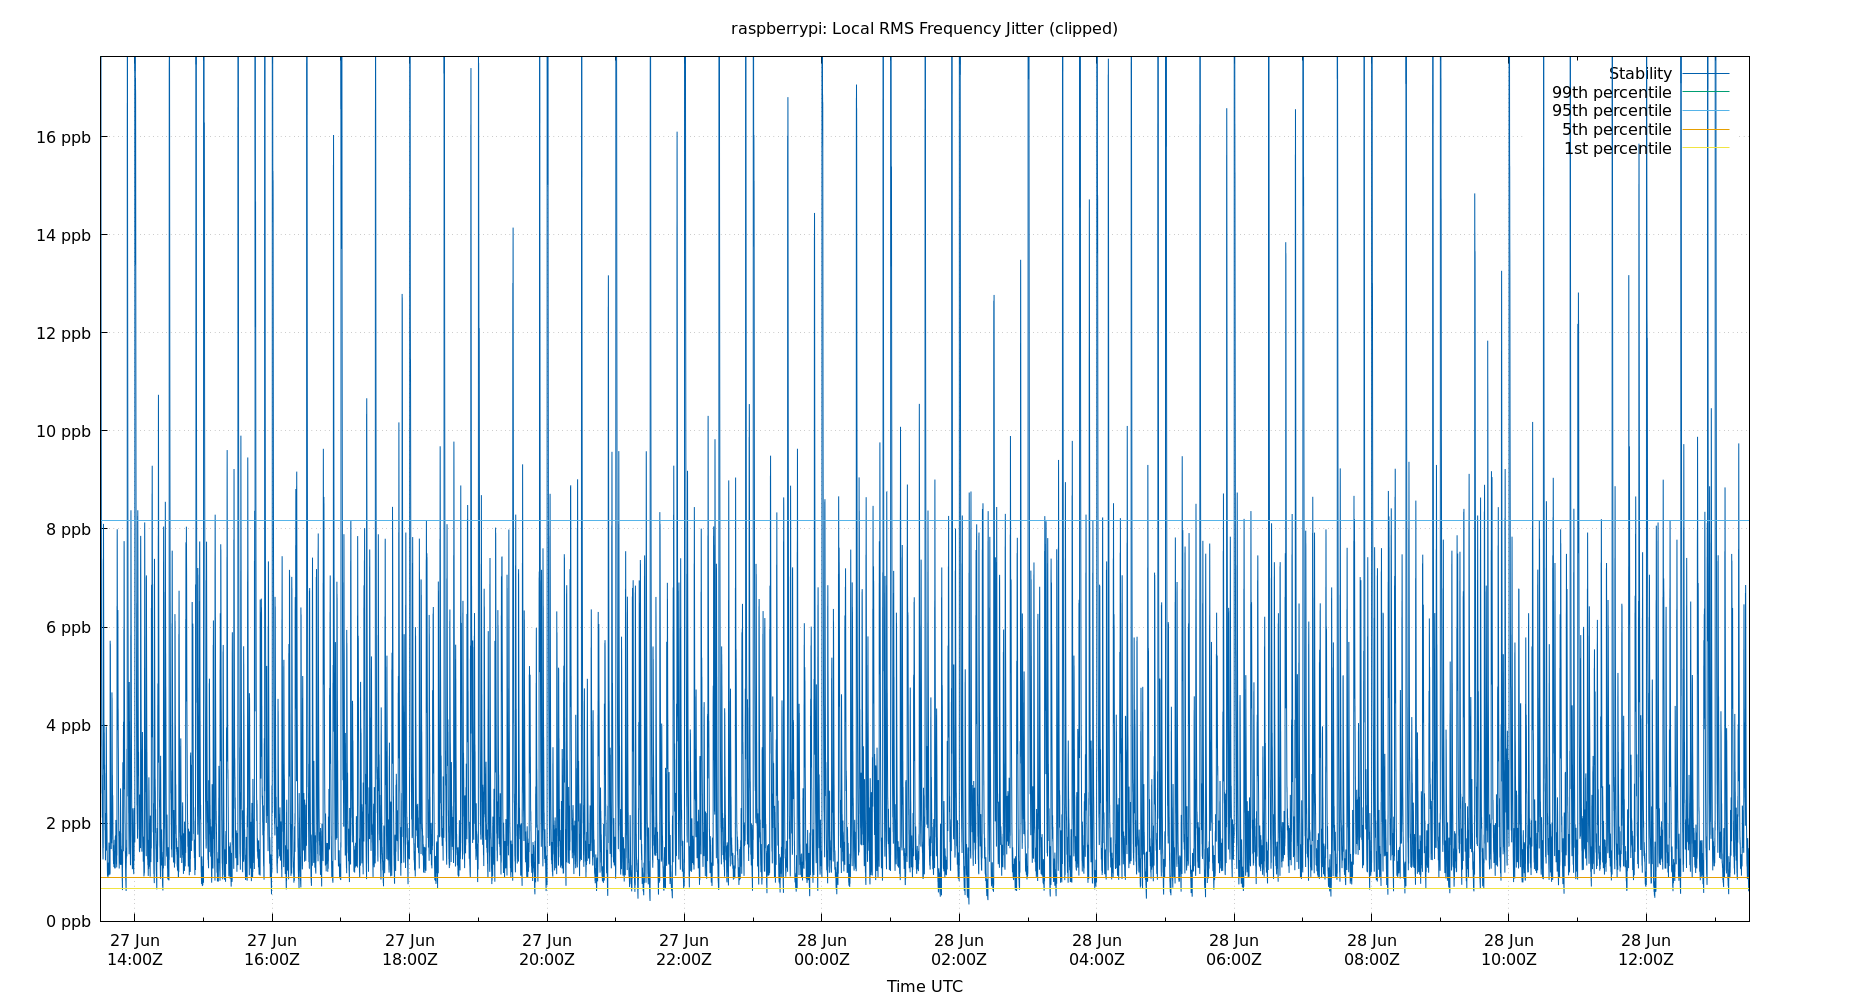 raspberrypi: Local RMS Frequency Jitter (clipped)
Stability
99th percentile
95th percentile
5th percentile
1st percentile
16 ppb
14 ppb
12 ppb
10 ppb
8 ppb
6 ppb
4 ppb
2 ppb
0 ppb
27 Jun 27 Jun 27 Jun 27 Jun 27 Jun 28 Jun 28 Jun 28 Jun 28 Jun 28 Jun 28 Jun 28 Jun
14:00Z 16:00Z 18:00Z 20:00Z 22:00Z 00:00Z 02:00Z 04:00Z 06:00Z 08:00Z 10:00Z 12:00Z
Time UTC